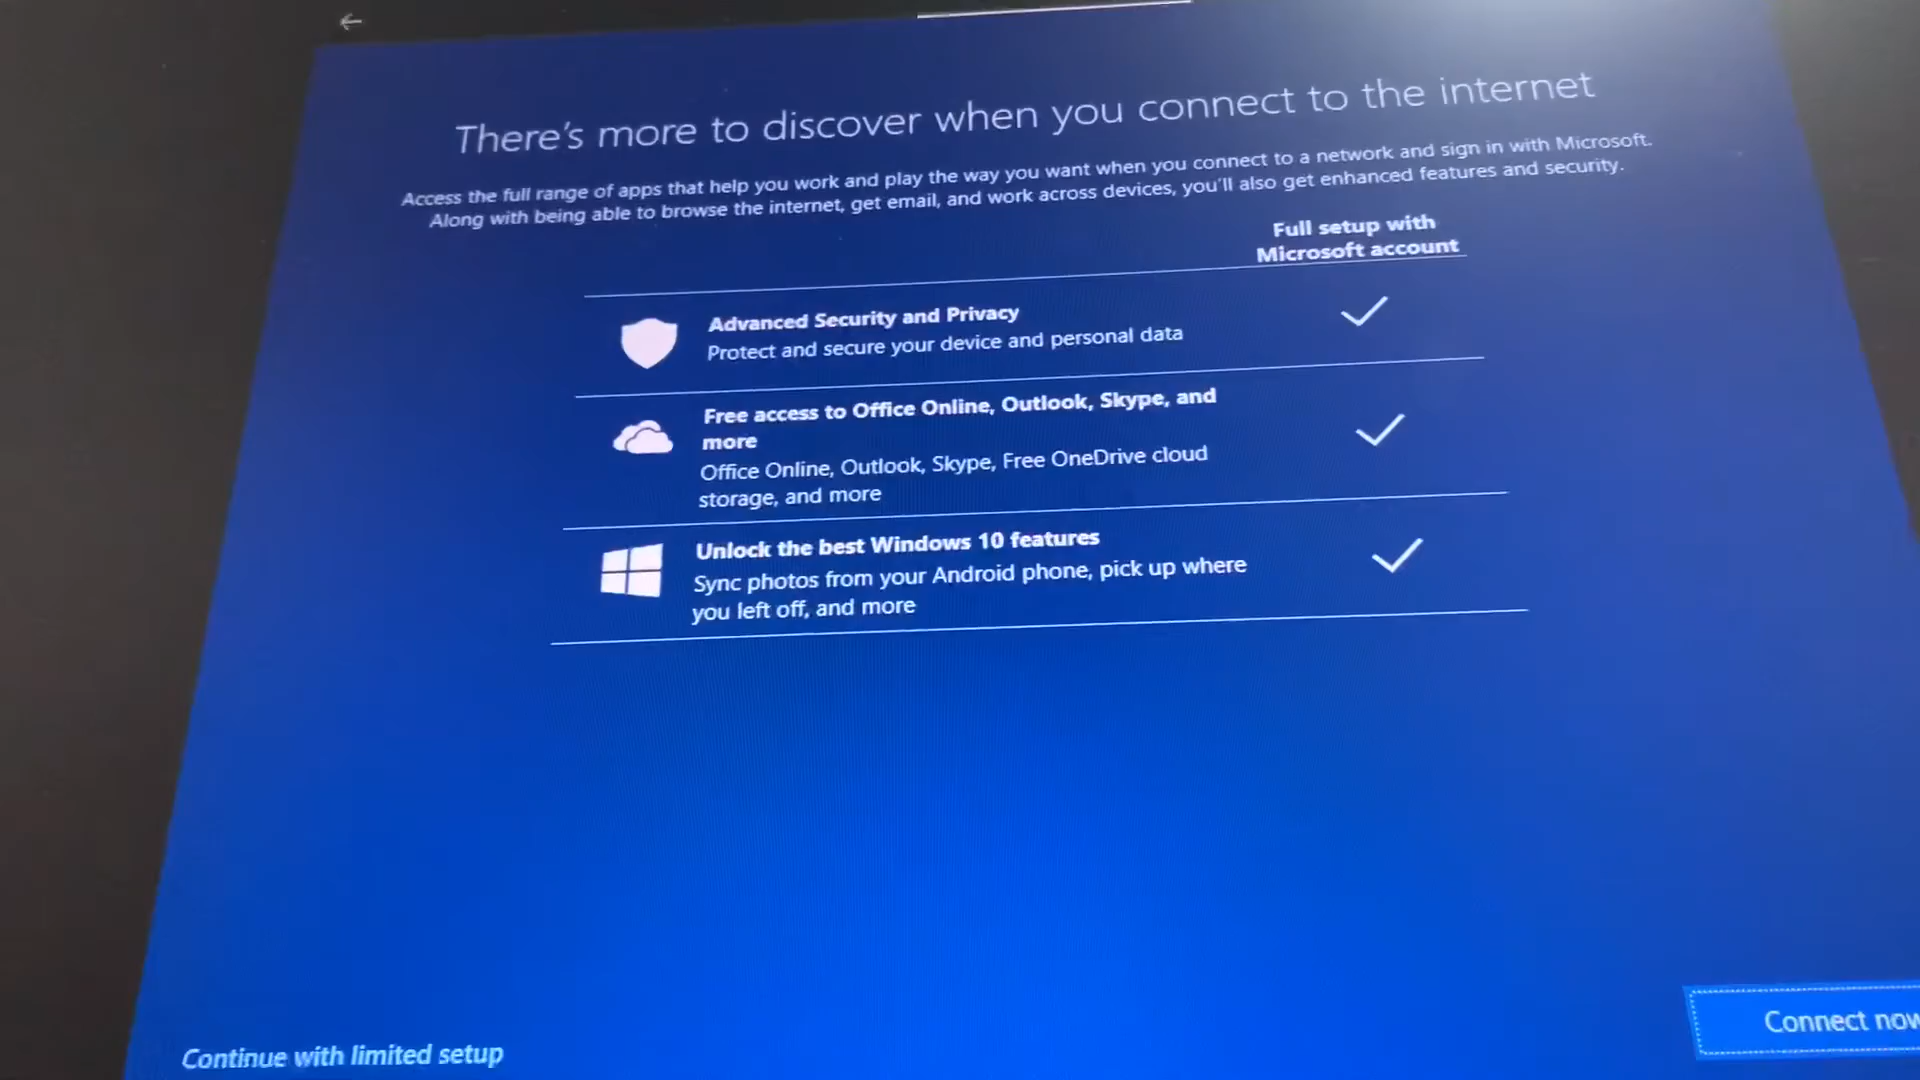 There's more to discover when you connect to the internet
Access the full range of apps that help you work and play the way you want when you connect to a network and sign in with Microsoft.
Along with being able to browse the internet, get email, and work across devices, you'll also get enhanced features and security.
Full setup with
Microsoft account
Advanced Security and Privacy
Protect and secure your device and personal data
Free access to Office Online, Outlook, Skype, and
more
Office Online, Outlook, Skype, Free OneDrive cloud
storage, and more
Unlock the best Windows 10 features
Sync photos from your Android phone, pick up where
you left off, and more
Continue with limited setup
Connect now